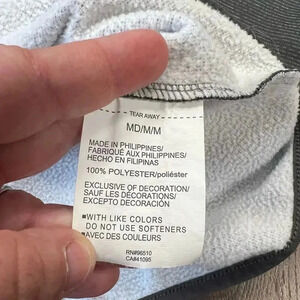 TEAR AWAY
MD/M/M
MADE IN PHILIPPINES/
FABRIQUÉ AUX PHILIPPINES/
HECHO EN FILIPINAS
100% POLYESTER/poliéster
EXCLUSIVE OF DECORATION/
SAUF LES DÉCORATIONS/
EXCEPTO DECORACIÓN
■WITH LIKE COLORS
DO NOT USE SOFTENERS
■AVEC DES COULEURS
RN#96510
CA#41095